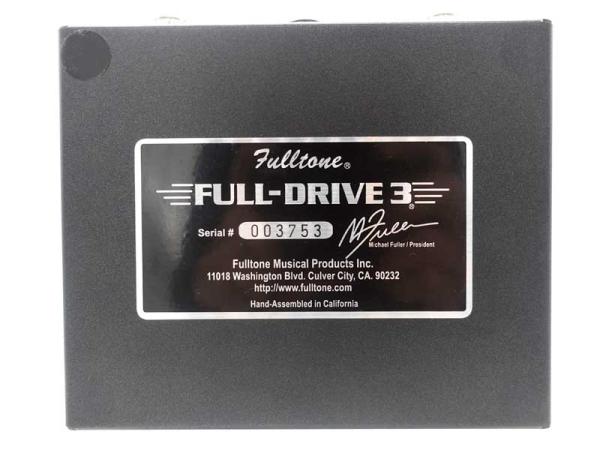 Fulltone®
FULL-DRIVE 3®
Serial # 003753
Michael Fuller / President
Fulltone Musical Products Inc.
11018 Washington Blvd. Culver City, CA. 90232
http://www.fulltone.com
Hand-Assembled in California